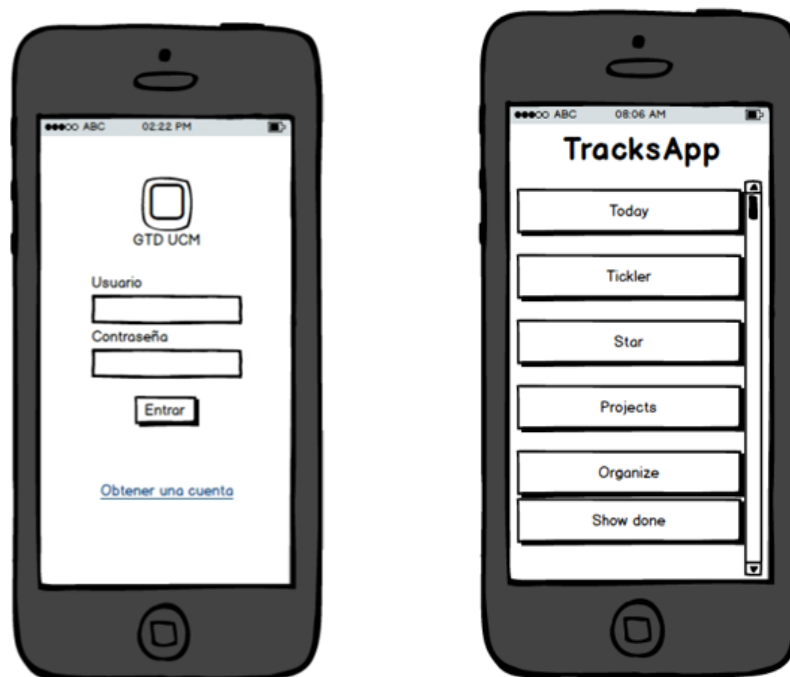 ABC 02:22 PM
GTD UCM
Usuario
Contraseña
Entrar
Obtener una cuenta
ABC 08:06 AM
TracksApp
Today
Tickler
Star
Projects
Organize
Show done